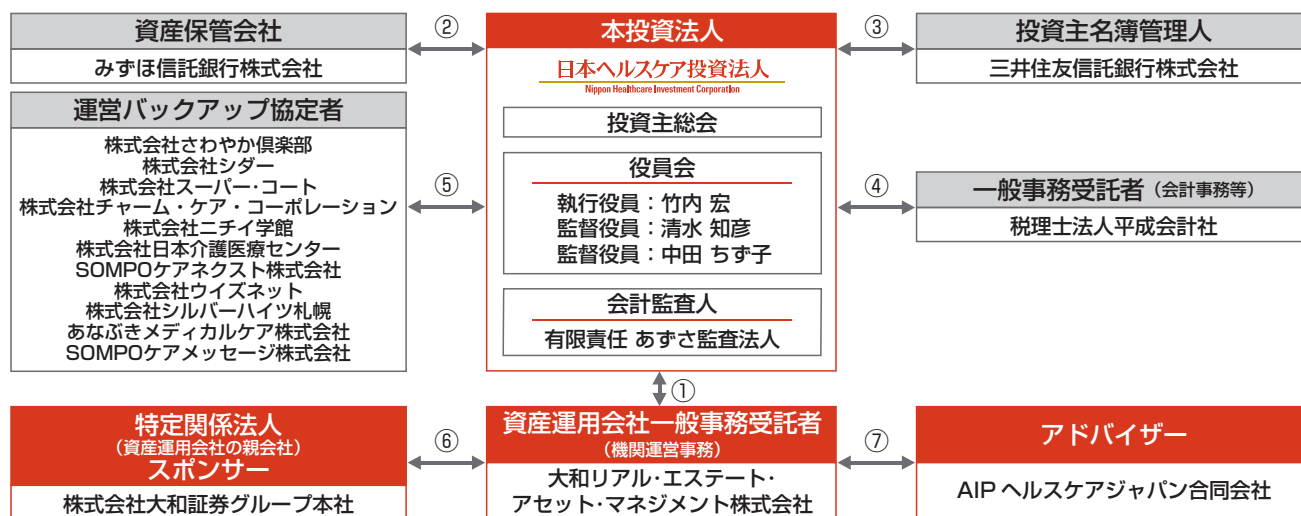 資産保管会社
みずほ信託銀行株式会社
②
本投資法人
日本ヘルスケア投資法人
Nippon Healthcare Investment Corporation
③
投資主名簿管理人
三井住友信託銀行株式会社
運営バックアップ協定者
株式会社さわやか倶楽部
株式会社シダー
株式会社スーパー・コート
株式会社チャーム・ケア・コーポレーション
株式会社ニチイ学館
株式会社日本介護医療センター
SOMPOケアネクスト株式会社
株式会社ウイズネット
株式会社シルバーハイツ札幌
あなぶきメディカルケア株式会社
SOMPOケアメッセージ株式会社
⑤
投資主総会
役員会
執行役員：竹内 宏
監督役員：清水 知彦
監督役員：中田 ちず子
会計監査人
有限責任 あずさ監査法人
④
一般事務受託者（会計事務等）
税理士法人平成会計社
①
特定関係法人
（資産運用会社の親会社）
スポンサー
株式会社大和証券グループ本社
⑥
資産運用会社一般事務受託者
（機関運営事務）
大和リアル・エステート・
アセット・マネジメント株式会社
⑦
アドバイザー
AIP ヘルスケアジャパン合同会社